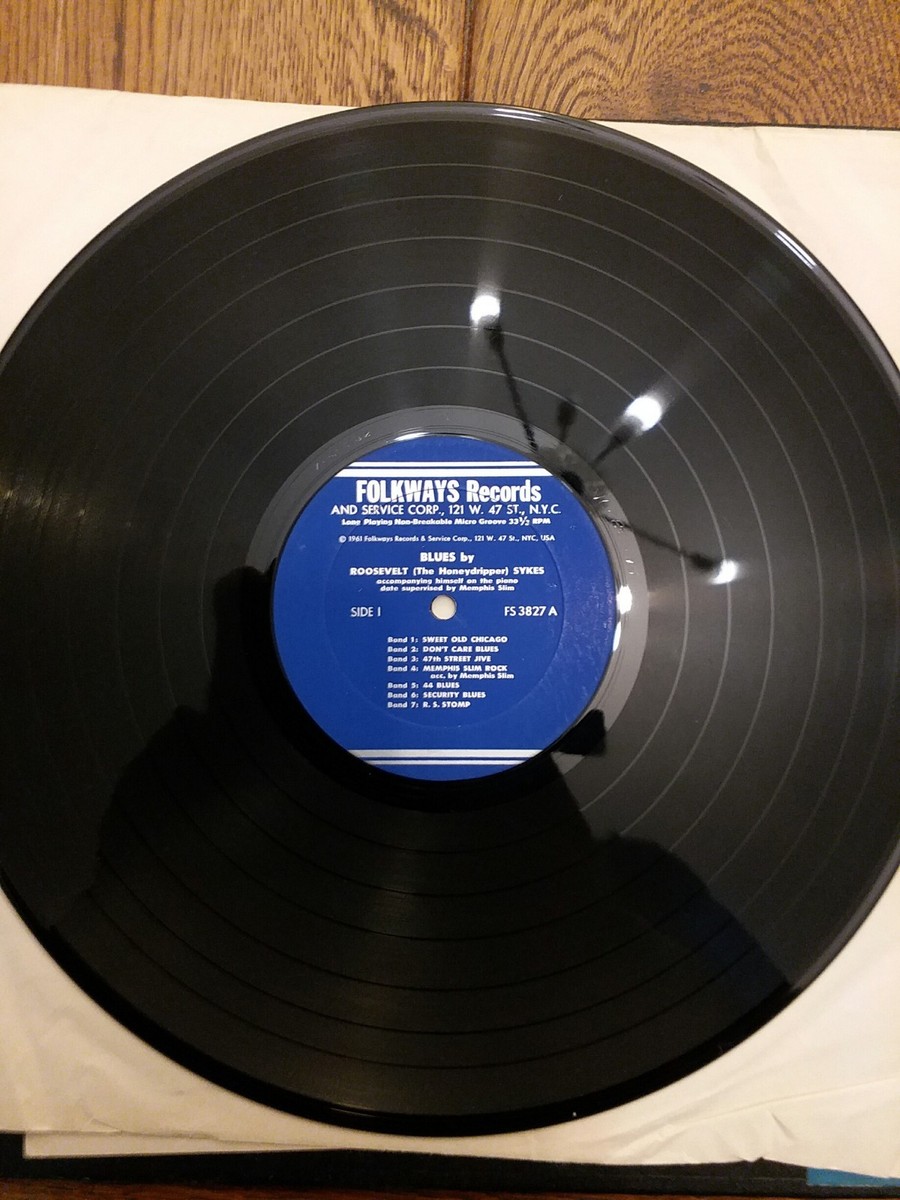 FOLKWAYS Records
AND SERVICE CORP., 121 W. 47 ST., N.Y.C.
Long Playing Non-Breakable Micro Groove 33⅓ RPM
© 1961 Folkways Records & Service Corp., 121 W. 47 St., NYC, USA
BLUES by
ROOSEVELT (The Honeydripper) SYKES
accompanying himself on the piano
date supervised by Memphis Slim
SIDE I FS 3827 A
Band 1: SWEET OLD CHICAGO
Band 2: DON'T CARE BLUES
Band 3: 47th STREET JIVE
Band 4: MEMPHIS SLIM ROCK
acc. by Memphis Slim
Band 5: 44 BLUES
Band 6: SECURITY BLUES
Band 7: R. S. STOMP